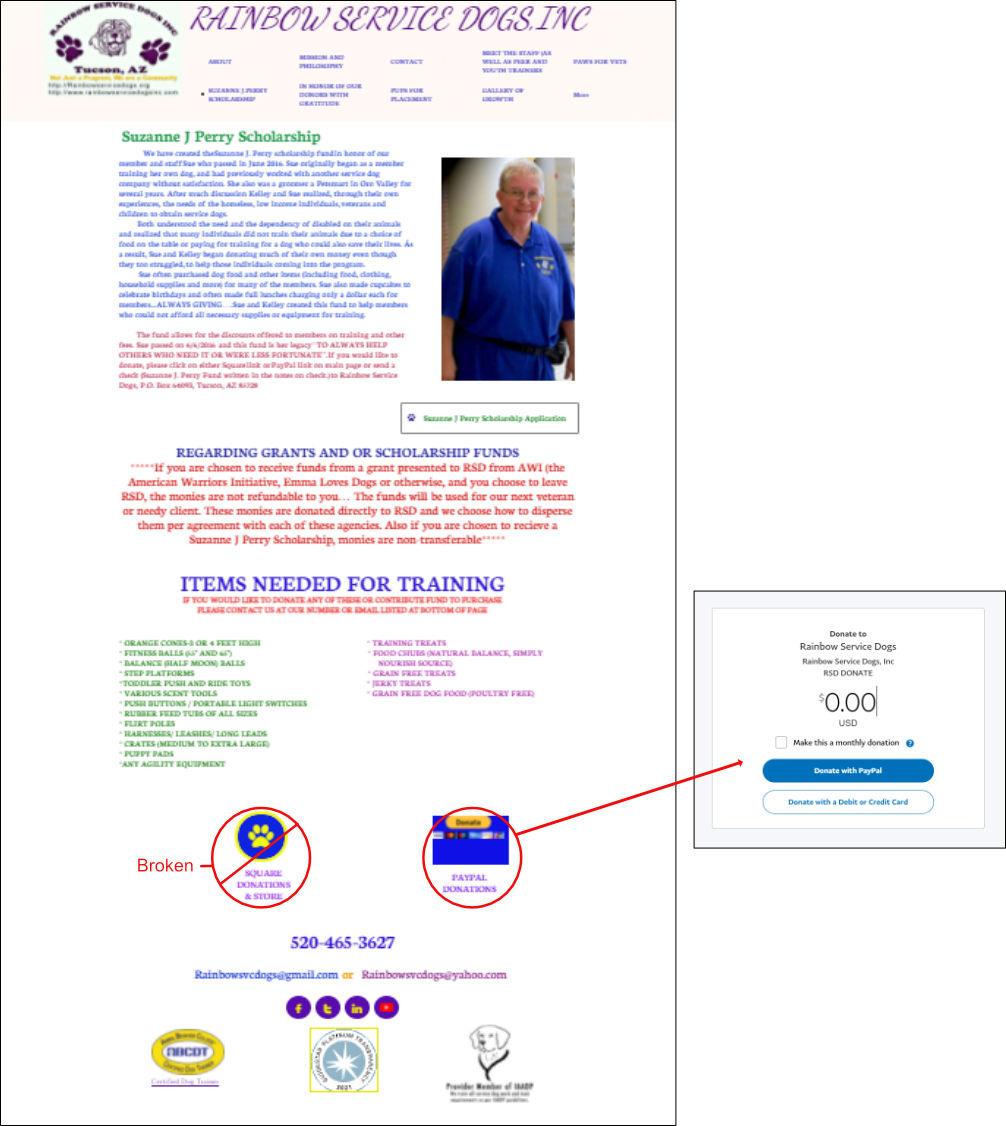 RAINBOW SERVICE DOGS INC
RAINBOW SERVICE DOGS,INC
Tucson, AZ
Not Just a Program, We are a Community
http://Rainbowservicedogs.org
http://www.rainbowservicedogsinc.com
ABOUT
MISSION AND
PHILOSOPHY
CONTACT
MEET THE STAFF (AS
WELL AS PEER AND
YOUTH TRAINERS
PAWS FOR VETS
SUZANNE J PERRY
SCHOLARSHIP
IN HONOR OF OUR
DONORS WITH
GRATITUDE
PUPS FOR
PLACEMENT
GALLERY OF
GROWTH
More
Suzanne J Perry Scholarship
We have created theSuzanne J. Perry scholarship fundin honor of our
member and staff Sue who passed in June 2016. Sue originally began as a member
training her own dog, and had previously worked with another service dog
company without satisfaction. She also was a groomer a Petsmart in Oro Valley for
several years. After much discussion Kelley and Sue realized, through their own
experiences, the needs of the homeless, low income individuals, veterans and
children to obtain service dogs.
Both understood the need and the dependency of disabled on their animals
and realized that many individuals did not train their animals due to a choice of
food on the table or paying for training for a dog who could also save their lives. As
a result, Sue and Kelley began donating much of their own money even though
they too struggled, to help those individuals coming into the program.
Sue often purchased dog food and other items (including food, clothing,
household supplies and more) for many of the members. Sue also made cupcakes to
celebrate birthdays and often made full lunches charging only a dollar each for
members...ALWAYS GIVING. ..Sue and Kelley created this fund to help members
who could not afford all necessary supplies or equipment for training.
The fund allows for the discounts offered to members on training and other
fees. Sue passed on 6/6/2016 and this fund is her legacy "TO ALWAYS HELP
OTHERS WHO NEED IT OR WERE LESS FORTUNATE".If you would like to
donate, please click on either Square link or PayPal link on main page or send a
check (Suzanne J. Perry Fund written in the notes on check.)to Rainbow Service
Dogs, P.O. Box 64093, Tucson, AZ 85728
Suzanne J Perry Scholarship Application
REGARDING GRANTS AND OR SCHOLARSHIP FUNDS
*****If you are chosen to receive funds from a grant presented to RSD from AWI (the
American Warriors Initiative, Emma Loves Dogs or otherwise, and you choose to leave
RSD, the monies are not refundable to you... The funds will be used for our next veteran
or needy client. These monies are donated directly to RSD and we choose how to disperse
them per agreement with each of these agencies. Also if you are chosen to recieve a
Suzanne J Perry Scholarship, monies are non-transferable*****
ITEMS NEEDED FOR TRAINING
IF YOU WOULD LIKE TO DONATE ANY OF THESE OR CONTRIBUTE FUND TO PURCHASE
PLEASE CONTACT US AT OUR NUMBER OR EMAIL LISTED AT BOTTOM OF PAGE
* ORANGE CONES-3 OR 4 FEET HIGH
* FITNESS BALLS (55" AND 65")
* BALANCE (HALF MOON) BALLS
* STEP PLATFORMS
*TODDLER PUSH AND RIDE TOYS
* VARIOUS SCENT TOOLS
* PUSH BUTTONS / PORTABLE LIGHT SWITCHES
* RUBBER FEED TUBS OF ALL SIZES
* FLIRT POLES
* HARNESSES/ LEASHES/ LONG LEADS
* CRATES (MEDIUM TO EXTRA LARGE)
* PUPPY PADS
*ANY AGILITY EQUIPMENT
* TRAINING TREATS
* FOOD CHUBS (NATURAL BALANCE, SIMPLY
NOURISH SOURCE)
* GRAIN FREE TREATS
* JERKY TREATS
* GRAIN FREE DOG FOOD (POULTRY FREE)
Donate to
Rainbow Service Dogs
Rainbow Service Dogs, Inc
RSD DONATE
$0.00
USD
Make this a monthly donation ?
Donate with PayPal
Donate with a Debit or Credit Card
Broken
SQUARE
DONATIONS
& STORE
Donate
PAYPAL
DONATIONS
520-465-3627
Rainbowsvcdogs@gmail.com or Rainbowsvcdogs@yahoo.com
ANIMAL BEHAVIOR COLLEGE
ABCDT
CERTIFIED DOG TRAINER
Certified Dog Trainer
GUIDESTAR PLATINUM TRANSPARENCY
2021
Provider Member of IAADP
We train all service dog work and task
requirements as per IAADP guidelines.